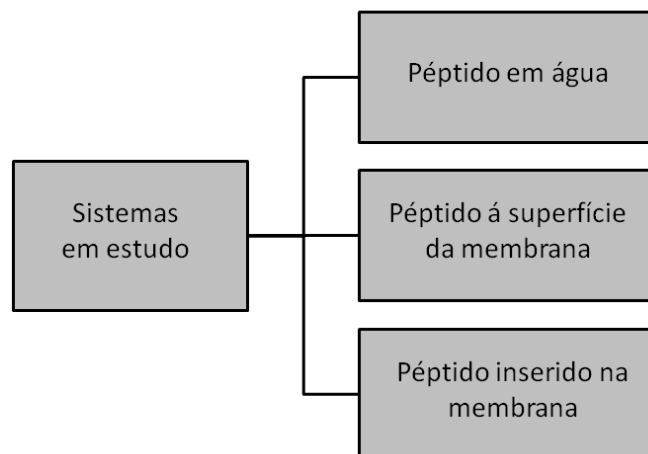 Sistemas
em estudo
Péptido em água
Péptido á superfície
da membrana
Péptido inserido na
membrana